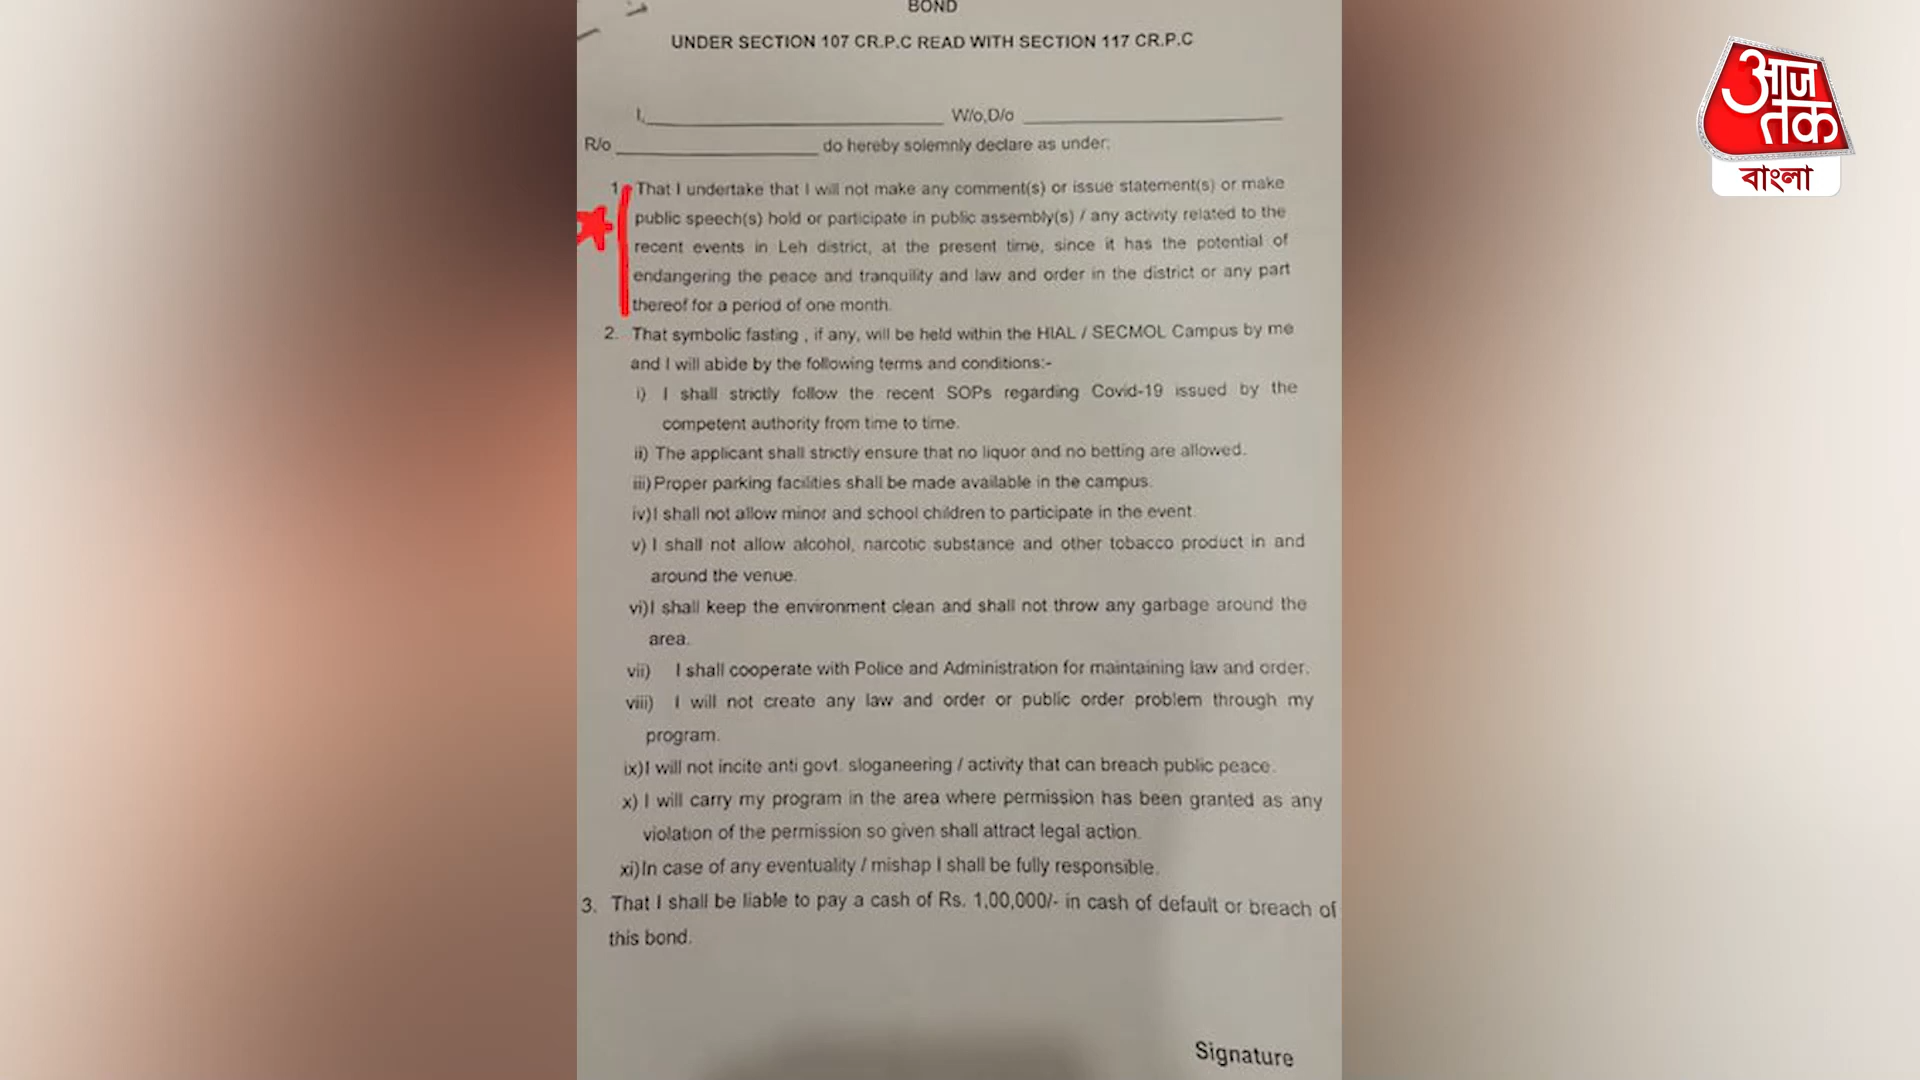 BOND
UNDER SECTION 107 CR.P.C READ WITH SECTION 117 CR.P.C
I,_______________ W/o,D/o _______________
R/o _______________ do hereby solemnly declare as under:
1. That I undertake that I will not make any comment(s) or issue statement(s) or make
public speech(s) hold or participate in public assembly(s) / any activity related to the
recent events in Leh district, at the present time, since it has the potential of
endangering the peace and tranquility and law and order in the district or any part
thereof for a period of one month.
2. That symbolic fasting , if any, will be held within the HIAL / SECMOL Campus by me
and I will abide by the following terms and conditions:-
i) I shall strictly follow the recent SOPs regarding Covid-19 issued by the
competent authority from time to time.
ii) The applicant shall strictly ensure that no liquor and no betting are allowed.
iii) Proper parking facilities shall be made available in the campus.
iv) I shall not allow minor and school children to participate in the event.
v) I shall not allow alcohol, narcotic substance and other tobacco product in and
around the venue.
vi) I shall keep the environment clean and shall not throw any garbage around the
area.
vii) I shall cooperate with Police and Administration for maintaining law and order.
viii) I will not create any law and order or public order problem through my
program.
ix) I will not incite anti govt. sloganeering / activity that can breach public peace.
x) I will carry my program in the area where permission has been granted as any
violation of the permission so given shall attract legal action.
xi) In case of any eventuality / mishap I shall be fully responsible.
3. That I shall be liable to pay a cash of Rs. 1,00,000/- in cash of default or breach of
this bond.
Signature
आज
तक
বাংলা